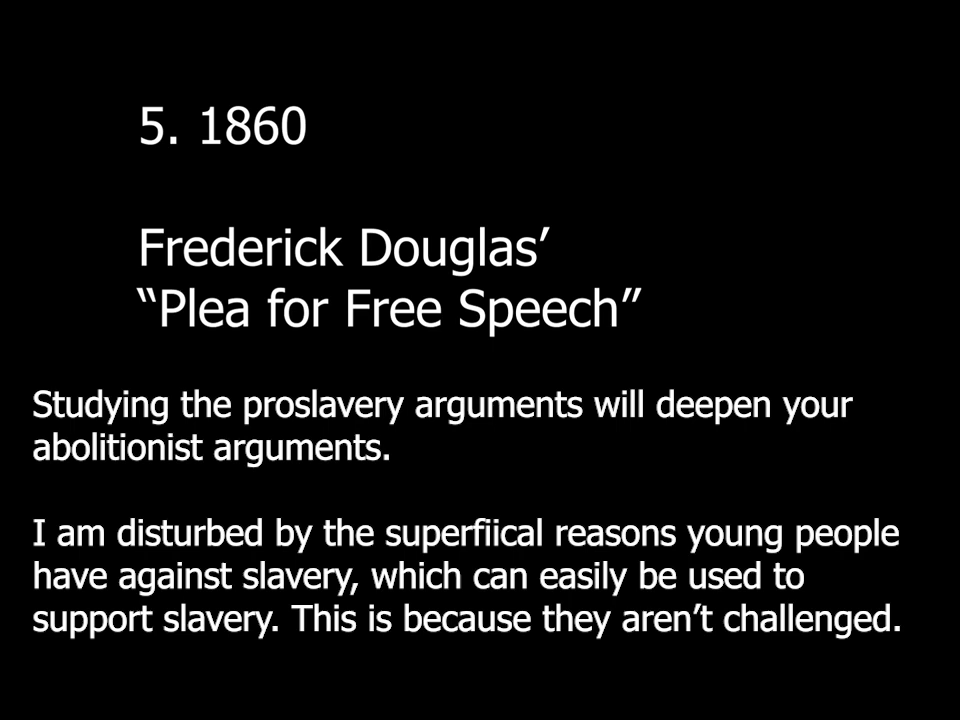 5. 1860
Frederick Douglas’
“Plea for Free Speech”
Studying the proslavery arguments will deepen your
abolitionist arguments.
I am disturbed by the superfiical reasons young people
have against slavery, which can easily be used to
support slavery. This is because they aren’t challenged.